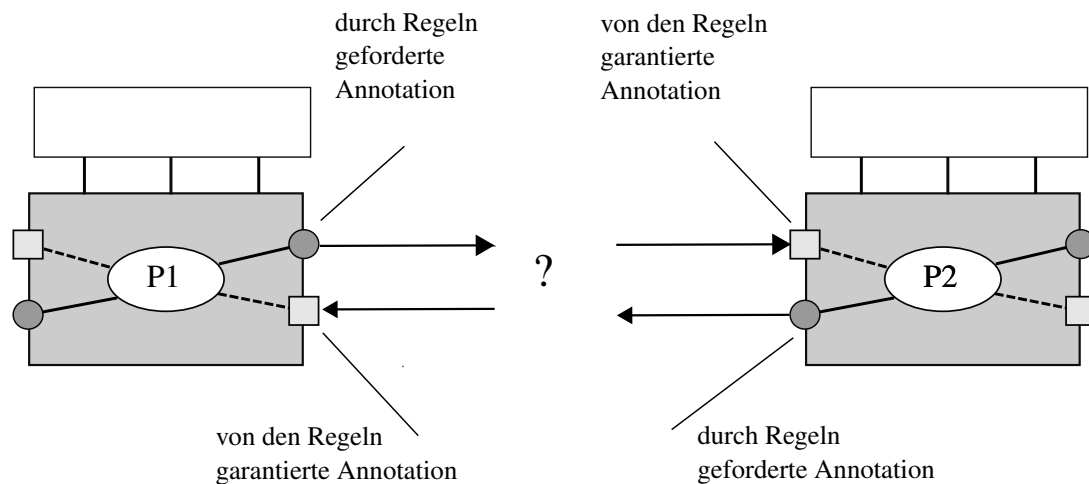 durch Regeln
geforderte
Annotation
von den Regeln
garantierte
Annotation
P1
?
P2
von den Regeln
garantierte Annotation
durch Regeln
geforderte Annotation